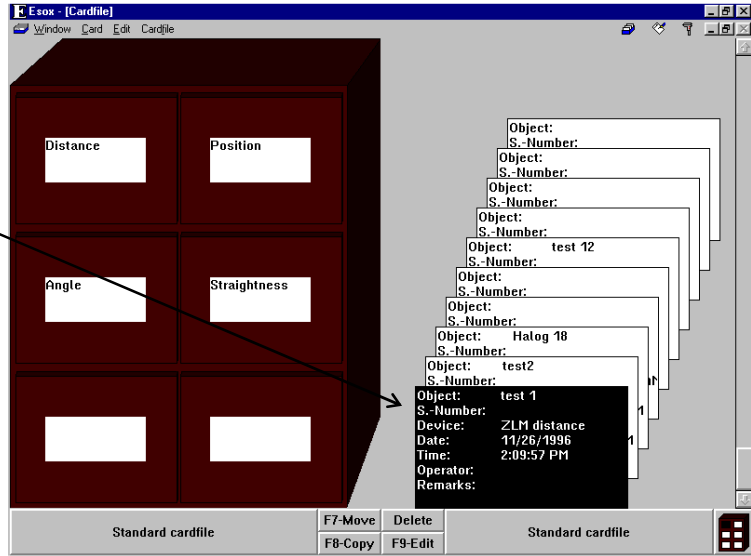 Esox - [Cardfile]
Window Card Edit Cardfile
Distance
Position
Angle
Straightness
Object:
S.-Number:
Object:
S.-Number:
Object:
S.-Number:
Object:
S.-Number:
Object: test 12
Object:
S.-Number:
Object:
S.-Number:
Object: Halog 18
S.-Number:
Object: test2
S.-Number:
Object: test 1
S.-Number:
Device: ZLM distance
Date: 11/26/1996
Time: 2:09:57 PM
Operator:
Remarks:
Standard cardfile
F7-Move
Delete
F8-Copy
F9-Edit
Standard cardfile